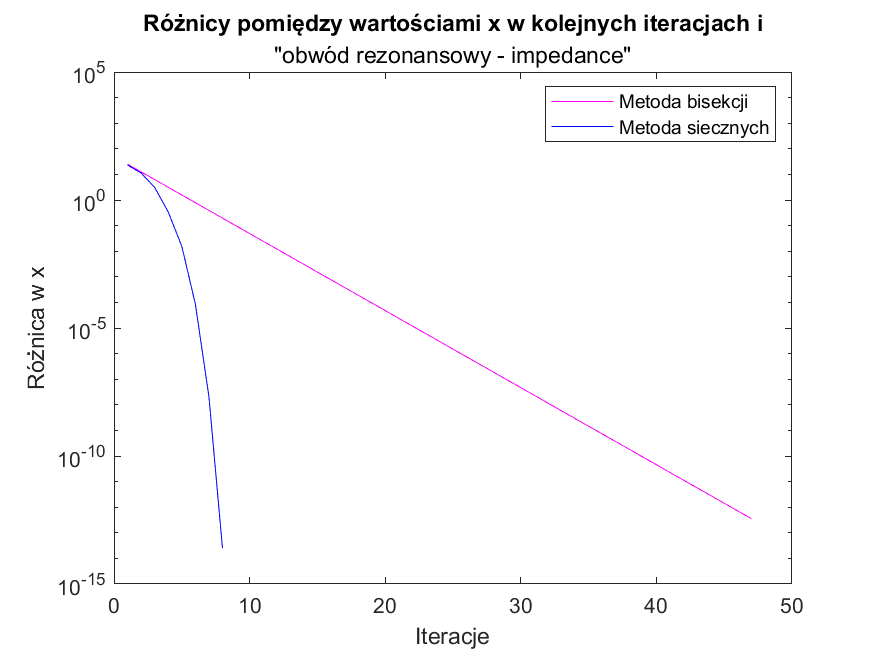 Różnicy pomiędzy wartościami x w kolejnych iteracjach i
"obwód rezonansowy - impedance"
Metoda bisekcji
Metoda siecznych
Różnica w x
10^5
10^0
10^-5
10^-10
10^-15
0 10 20 30 40 50
Iteracje